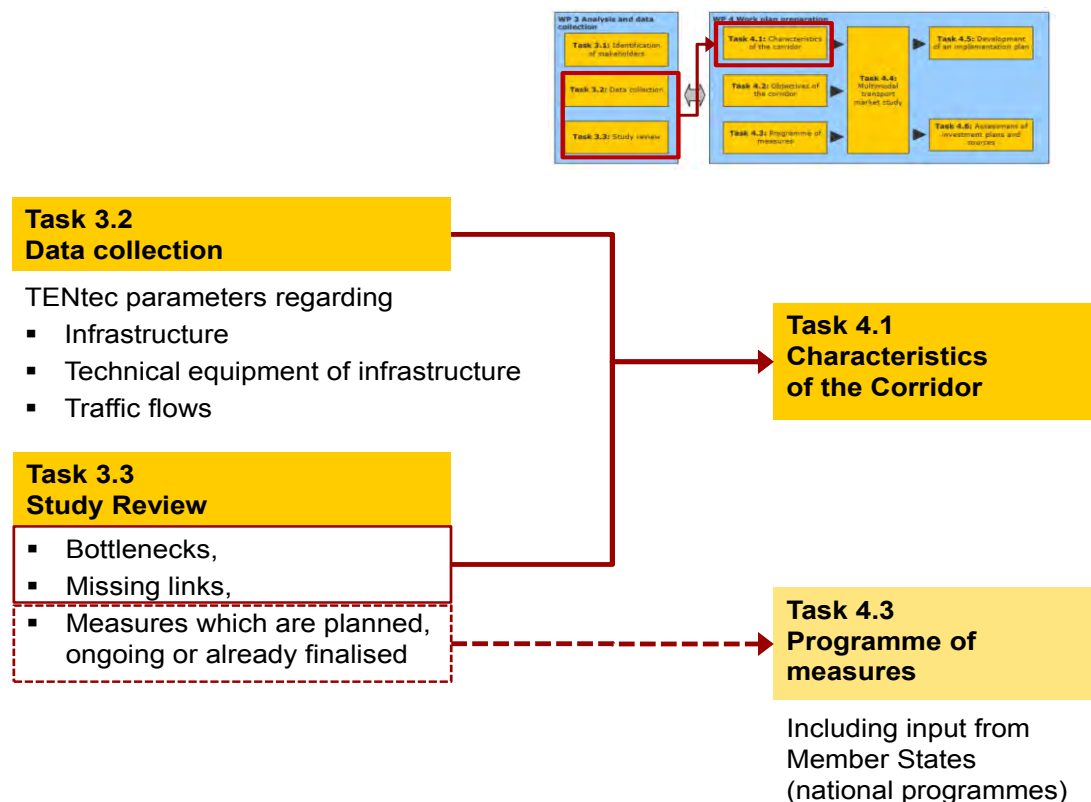 WP 3 Analysis and data
collection
Task 3.1: Identification
of stakeholders
Task 3.2: Data collection
Task 3.3: Study review
WP 4 Work plan preparation
Task 4.1: Characteristics
of the corridor
Task 4.2: Objectives of
the corridor
Task 4.3: Programme of
measures
Task 4.4:
Multimodal
transport
market study
Task 4.5: Development
of an implementation plan
Task 4.6: Assessment of
investment plans and
sources
Task 3.2
Data collection
TENtec parameters regarding
▪ Infrastructure
▪ Technical equipment of infrastructure
▪ Traffic flows
Task 3.3
Study Review
▪ Bottlenecks,
▪ Missing links,
▪ Measures which are planned,
ongoing or already finalised
Task 4.1
Characteristics
of the Corridor
Task 4.3
Programme of
measures
Including input from
Member States
(national programmes)